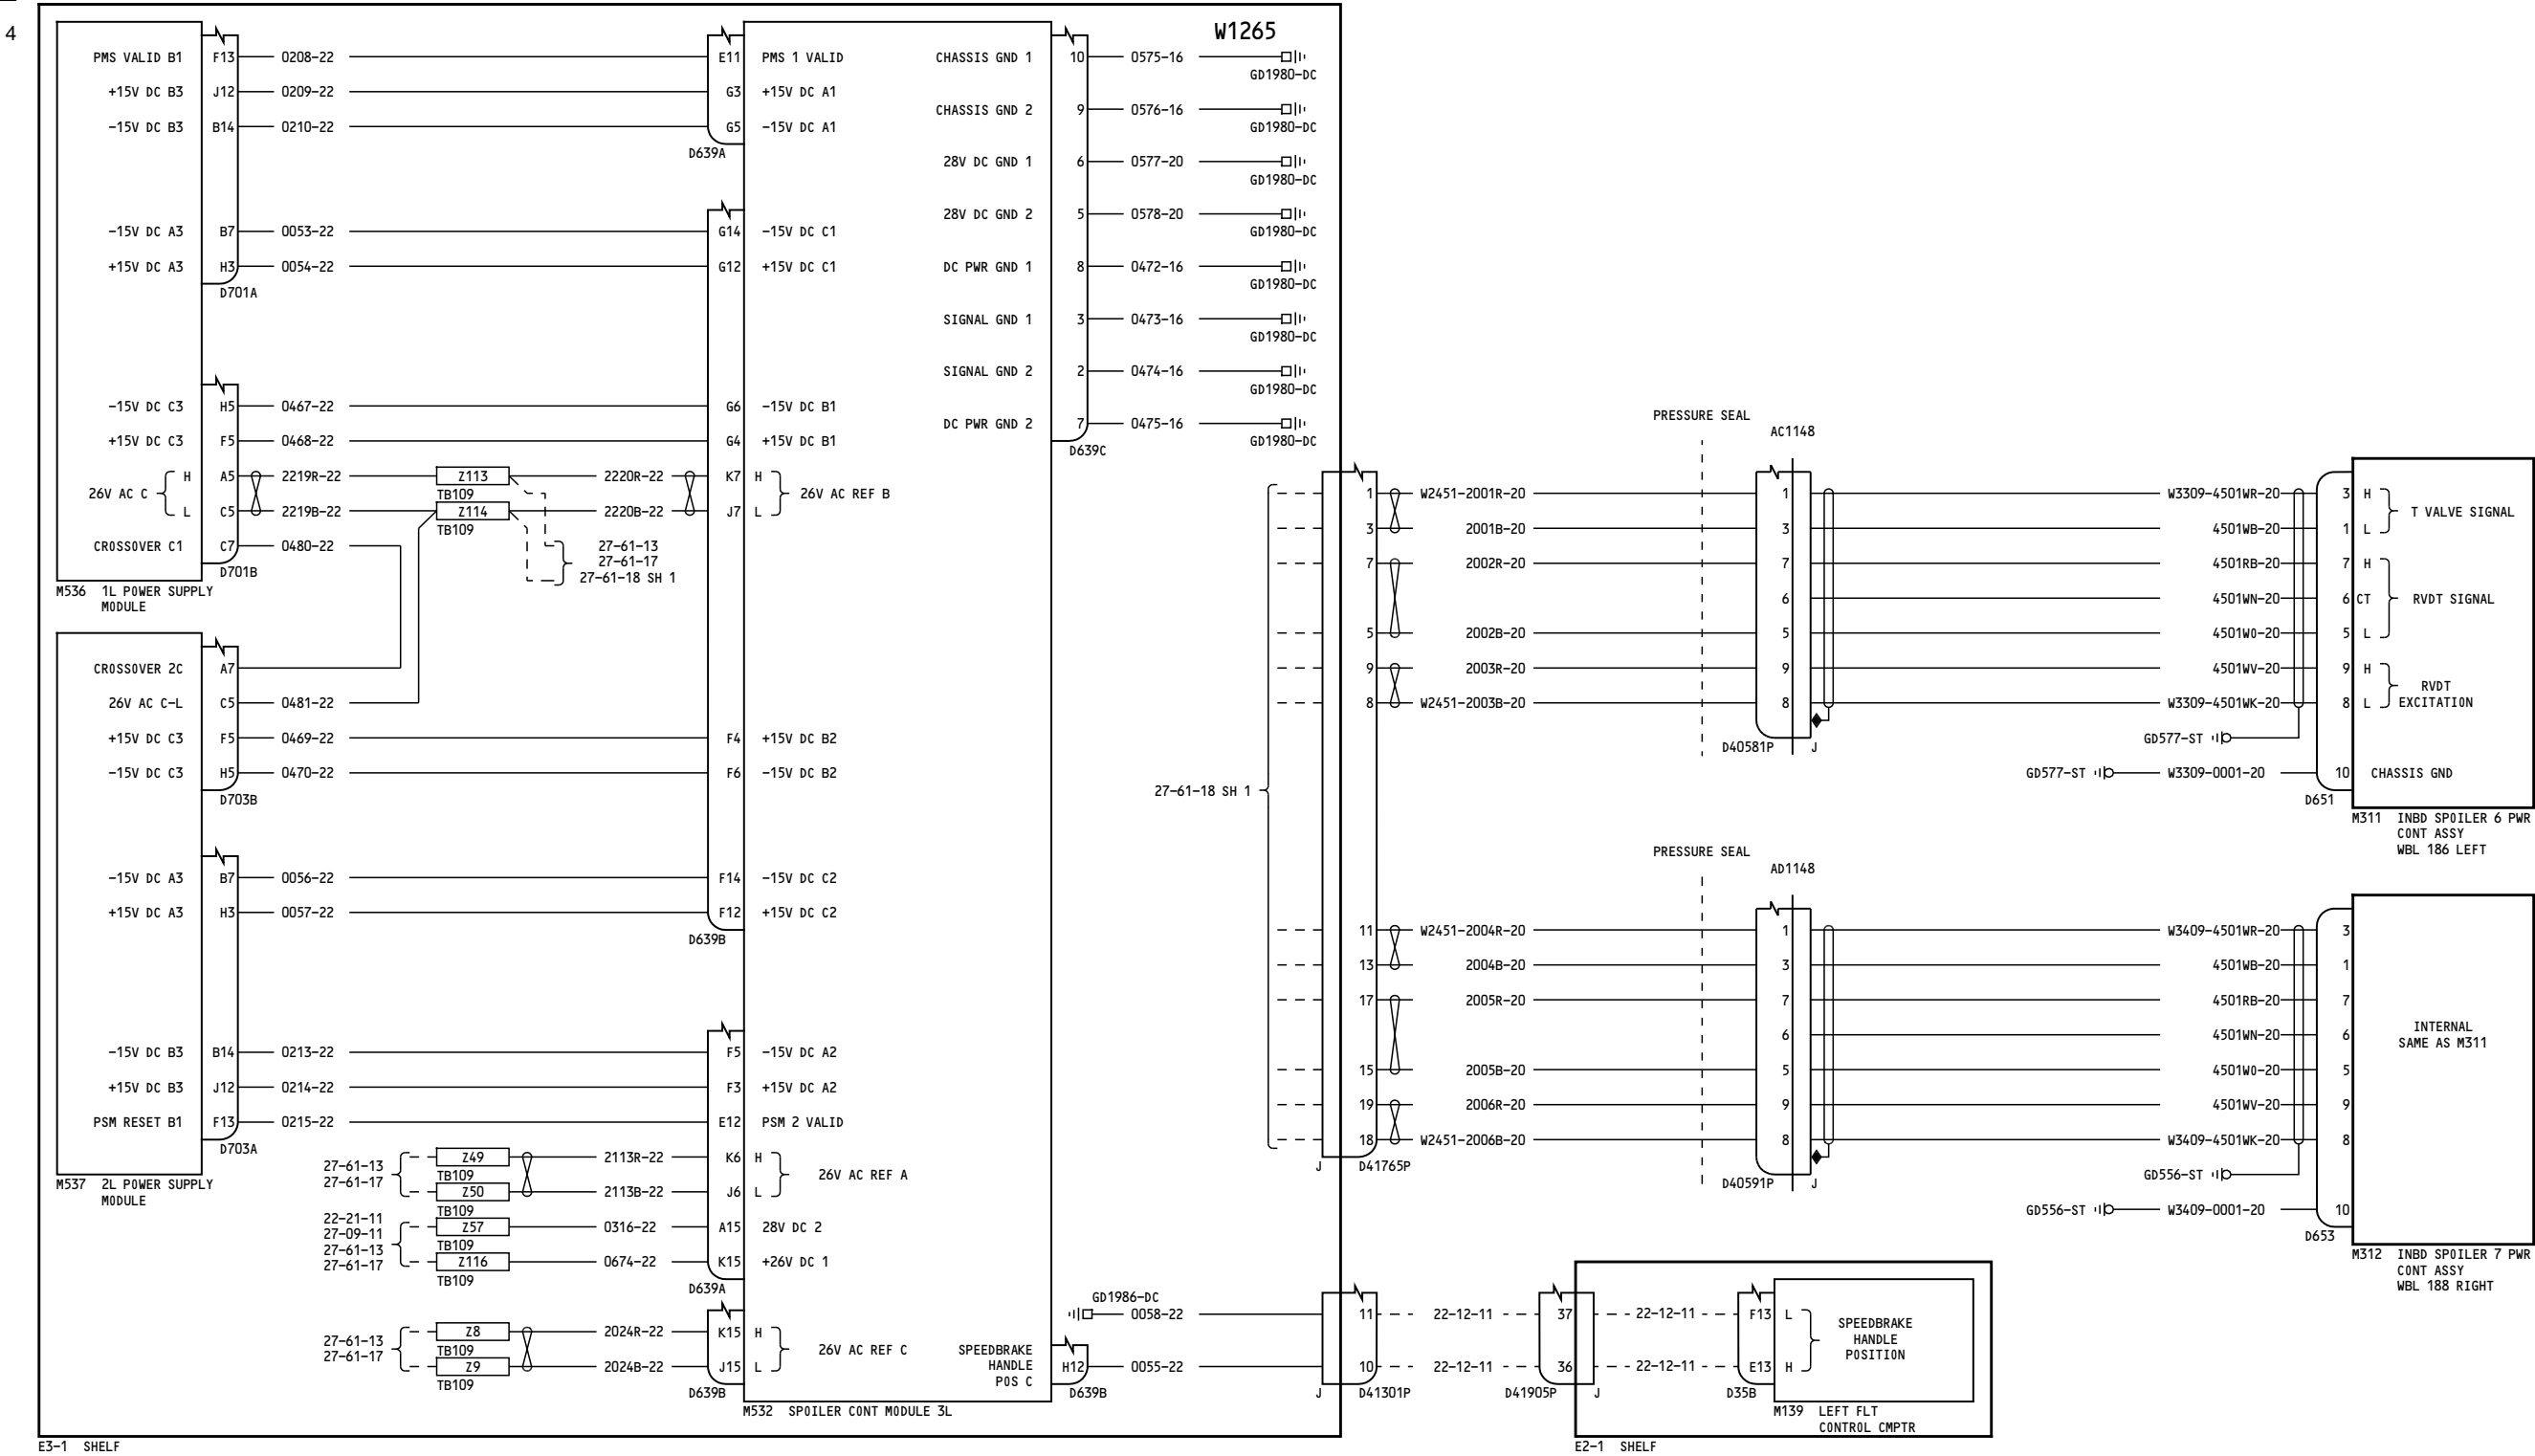 4
W1265
PMS VALID B1 F13 0208-22 E11 PMS 1 VALID
+15V DC B3 J12 0209-22 G3 +15V DC A1
-15V DC B3 B14 0210-22 G5 -15V DC A1
D639A
-15V DC A3 B7 0053-22 G14 -15V DC C1
+15V DC A3 H3 0054-22 G12 +15V DC C1
D701A
-15V DC C3 H5 0467-22 G6 -15V DC B1
+15V DC C3 F5 0468-22 G4 +15V DC B1
H A5 2219R-22 Z113 2220R-22 K7 H
26V AC C TB109 26V AC REF B
L C5 2219B-22 Z114 2220B-22 J7 L
TB109
CROSSOVER C1 C7 0480-22
27-61-13
27-61-17
27-61-18 SH 1
D701B
M536 1L POWER SUPPLY
MODULE
CROSSOVER 2C A7
26V AC C-L C5 0481-22
+15V DC C3 F5 0469-22 F4 +15V DC B2
-15V DC C3 H5 0470-22 F6 -15V DC B2
D703B
-15V DC A3 B7 0056-22 F14 -15V DC C2
+15V DC A3 H3 0057-22 F12 +15V DC C2
D639B
-15V DC B3 B14 0213-22 F5 -15V DC A2
+15V DC B3 J12 0214-22 F3 +15V DC A2
PSM RESET B1 F13 0215-22 E12 PSM 2 VALID
D703A
M537 2L POWER SUPPLY
MODULE
27-61-13
27-61-17
Z49 2113R-22 K6 H
TB109 26V AC REF A
Z50 2113B-22 J6 L
TB109
22-21-11
27-09-11
27-61-13
27-61-17
Z57 0316-22 A15 28V DC 2
TB109
Z116 0674-22 K15 +26V DC 1
TB109
D639A
27-61-13
27-61-17
Z8 2024R-22 K15 H
TB109 26V AC REF C
Z9 2024B-22 J15 L
TB109
D639B
M532 SPOILER CONT MODULE 3L
E3-1 SHELF
CHASSIS GND 1 10 0575-16
GD1980-DC
CHASSIS GND 2 9 0576-16
GD1980-DC
28V DC GND 1 6 0577-20
GD1980-DC
28V DC GND 2 5 0578-20
GD1980-DC
DC PWR GND 1 8 0472-16
GD1980-DC
SIGNAL GND 1 3 0473-16
GD1980-DC
SIGNAL GND 2 2 0474-16
GD1980-DC
DC PWR GND 2 7 0475-16
GD1980-DC
D639C
PRESSURE SEAL
AC1148
1 W2451-2001R-20 1 W3309-4501WR-20 3 H
T VALVE SIGNAL
3 2001B-20 3 4501WB-20 1 L
7 2002R-20 7 4501RB-20 7 H
6 4501WN-20 6 CT RVDT SIGNAL
5 2002B-20 5 4501WO-20 5 L
9 2003R-20 9 4501WV-20 9 H
RVDT
EXCITATION
8 W2451-2003B-20 8 W3309-4501WK-20 8 L
D40581P J
GD577-ST
GD577-ST W3309-0001-20 10 CHASSIS GND
D651
M311 INBD SPOILER 6 PWR
CONT ASSY
WBL 186 LEFT
27-61-18 SH 1
PRESSURE SEAL
AD1148
11 W2451-2004R-20 1 W3409-4501WR-20 3
13 2004B-20 3 4501WB-20 1
17 2005R-20 7 4501RB-20 7
6 4501WN-20 6
INTERNAL
SAME AS M311
15 2005B-20 5 4501WO-20 5
19 2006R-20 9 4501WV-20 9
18 W2451-2006B-20 8 W3409-4501WK-20 8
J D41765P
D40591P J
GD556-ST
GD556-ST W3409-0001-20 10
D653
M312 INBD SPOILER 7 PWR
CONT ASSY
WBL 188 RIGHT
GD1986-DC
0058-22 11 22-12-11 37 22-12-11 F13 L
SPEEDBRAKE
HANDLE
POSITION
SPEEDBRAKE
HANDLE
POS C
H12 0055-22 10 22-12-11 36 22-12-11 E13 H
D639B J D41301P D41905P J D35B
M139 LEFT FLT
CONTROL CMPTR
E2-1 SHELF